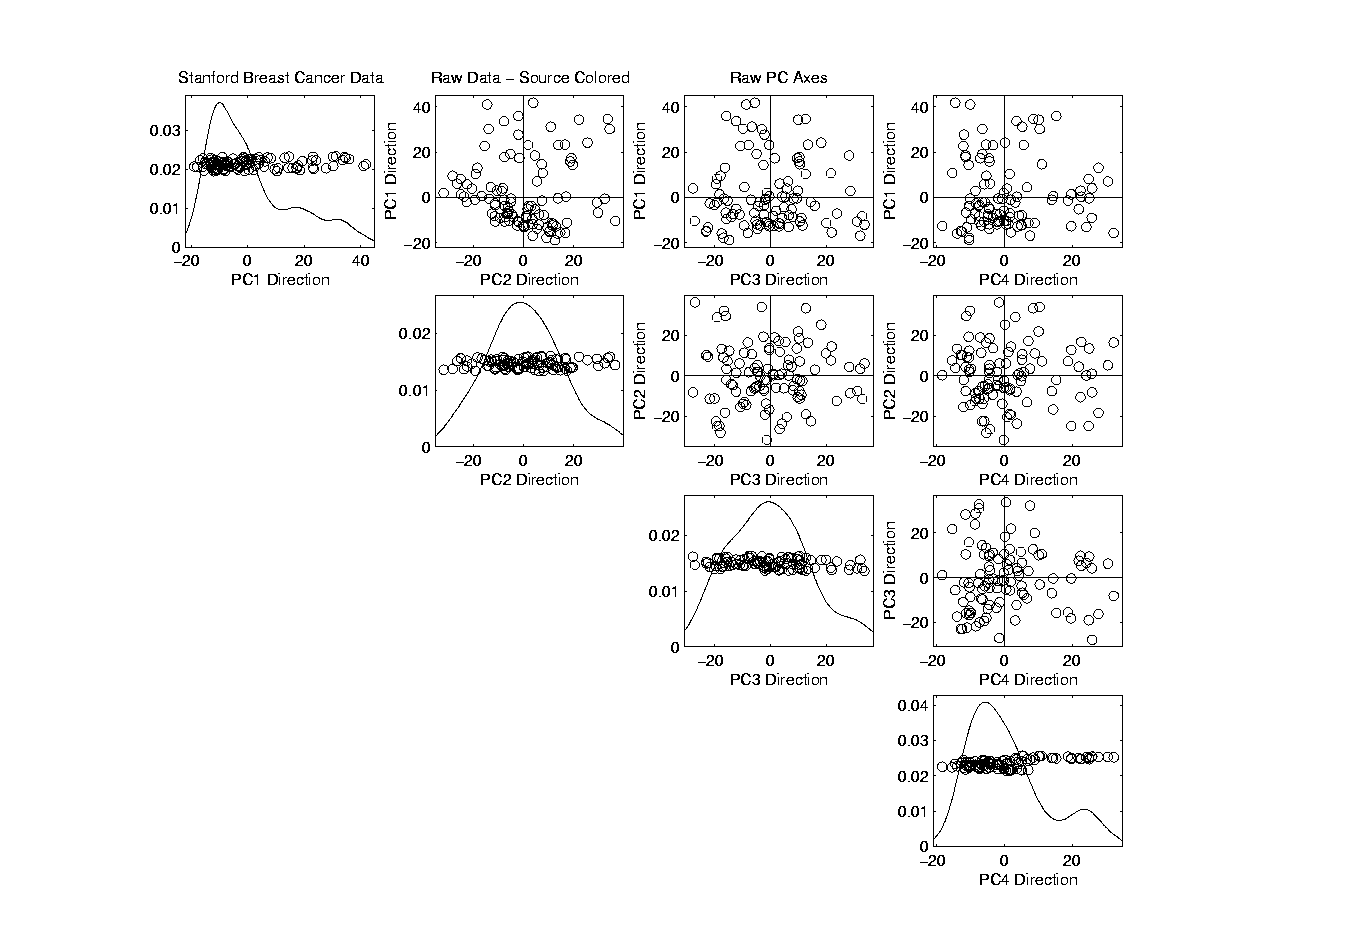 Stanford Breast Cancer Data
Raw Data – Source Colored
Raw PC Axes
0.03
0.02
0.01
0
−20 0 20 40
PC1 Direction
PC1 Direction
40
20
0
−20
−20 0 20
PC2 Direction
PC1 Direction
40
20
0
−20
−20 0 20
PC3 Direction
PC1 Direction
40
20
0
−20
−20 0 20
PC4 Direction
0.02
0.01
0
−20 0 20
PC2 Direction
PC2 Direction
20
0
−20
−20 0 20
PC3 Direction
PC2 Direction
20
0
−20
−20 0 20
PC4 Direction
0.02
0.01
0
−20 0 20
PC3 Direction
PC3 Direction
20
0
−20
−20 0 20
PC4 Direction
0.04
0.03
0.02
0.01
0
−20 0 20
PC4 Direction